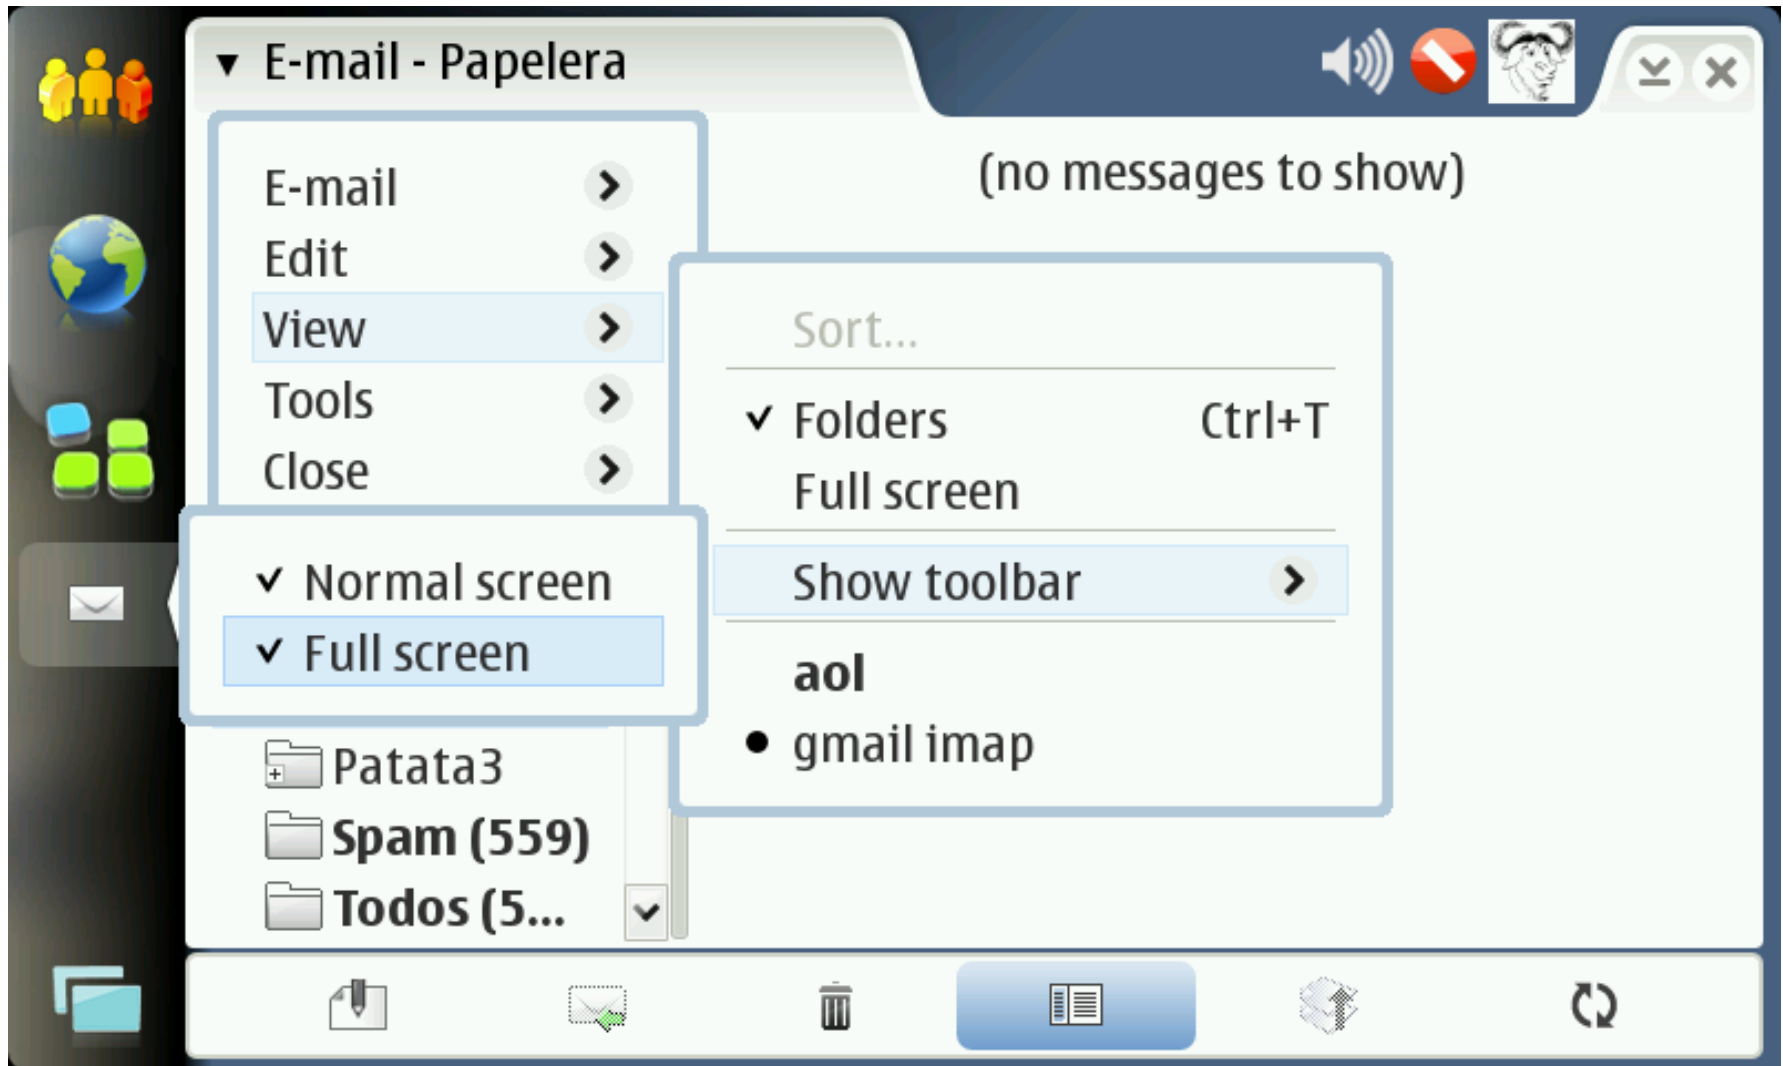 E-mail - Papelera
(no messages to show)
E-mail
Edit
View
Tools
Close
Sort...
Folders Ctrl+T
Full screen
Show toolbar
aol
gmail imap
Normal screen
Full screen
Patata3
Spam (559)
Todos (5...